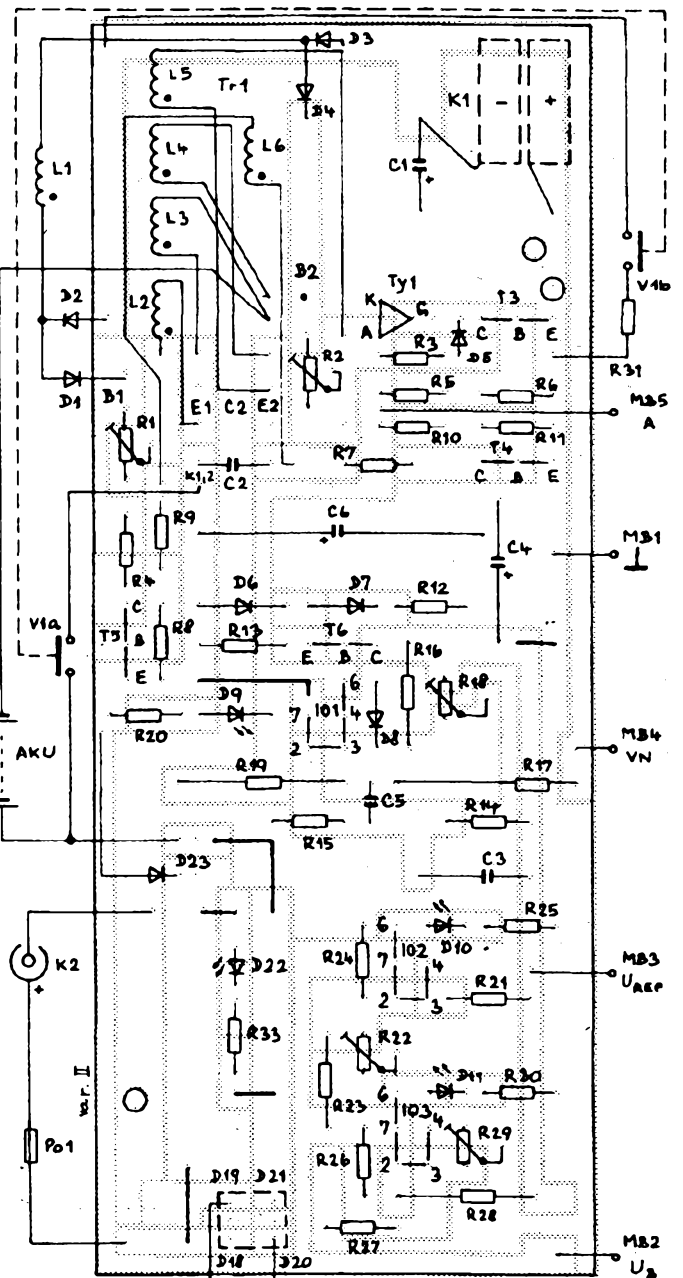 D3
L5
Tr1
D4
K1
-
+
L1
L4
L6
C1
+
L3
B2
K
Ty1
G
T3
V1b
D2
L2
A
C
B
E
D5
R2
R3
R31
D1
B1
E1
C2
E2
R5
R6
MB5
A
R1
R10
R11
R7
T4
K1,2
C2
C
B
E
R9
C6
+
C4
+
MB1
R4
D6
D7
R12
C
V1a
T5
B
R8
R13
T6
E
B
C
R16
E
D9
6
R18
7
IO1
4
D8
R20
2
3
MB4
VN
AKU
R19
R17
C5
R14
R15
D23
C3
6
D10
R25
K2
+
D22
R24
7
IO2
4
MB3
R21
U REF
2
3
R33
R22
var. II
6
D11
R30
R23
IO3
Po1
7
4
R29
R26
2
3
D19
D21
R28
D18
D20
R27
MB2
U B